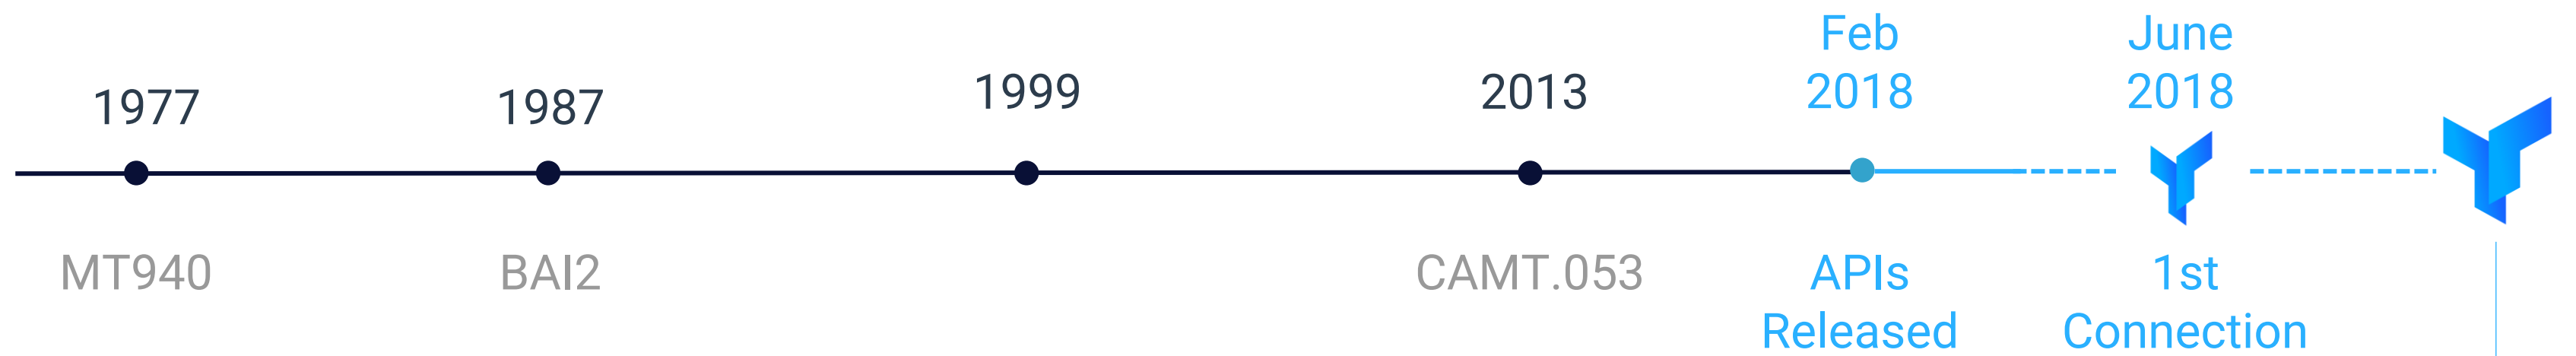 1977
MT940
1987
BAI2
1999
2013
CAMT.053
Feb
2018
APIs
Released
June
2018
1st
Connection